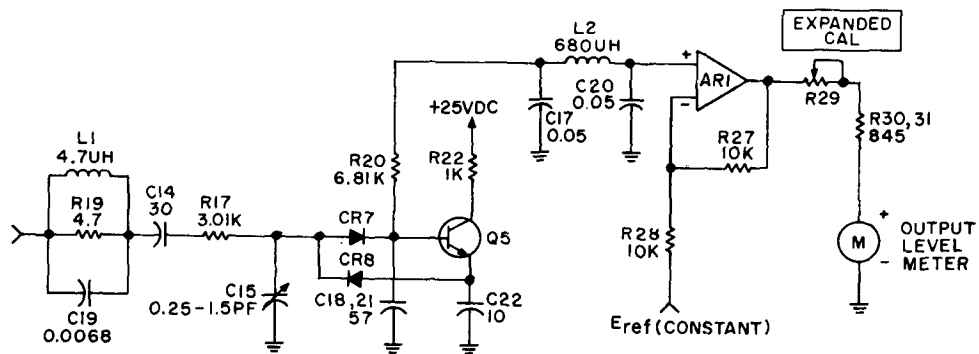 EXPANDED
CAL
L2
680UH
+
AR1
-
R29
C20
0.05
C17
0.05
+25VDC
R30,31
845
L1
4.7UH
R20
6.81K
R22
1K
R27
10K
C14
30
R17
3.01K
R19
4.7
CR7
Q5
R28
10K
+
M
-
OUTPUT
LEVEL
METER
CR8
C15
0.25-1.5PF
C18,21
57
C22
10
C19
0.0068
Eref (CONSTANT)